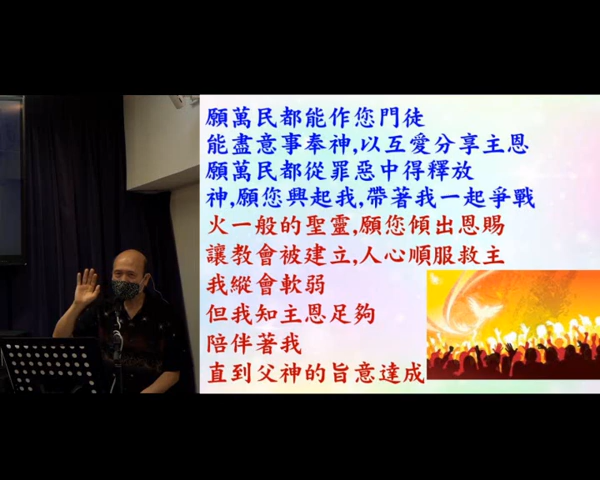 願萬民都能作您門徒
能盡意事奉神,以互愛分享主恩
願萬民都從罪惡中得釋放
神,願您興起我,帶著我一起爭戰
火一般的聖靈,願您傾出恩賜
讓教會被建立,人心順服救主
我縱會軟弱
但我知主恩足夠
陪伴著我
直到父神的旨意達成